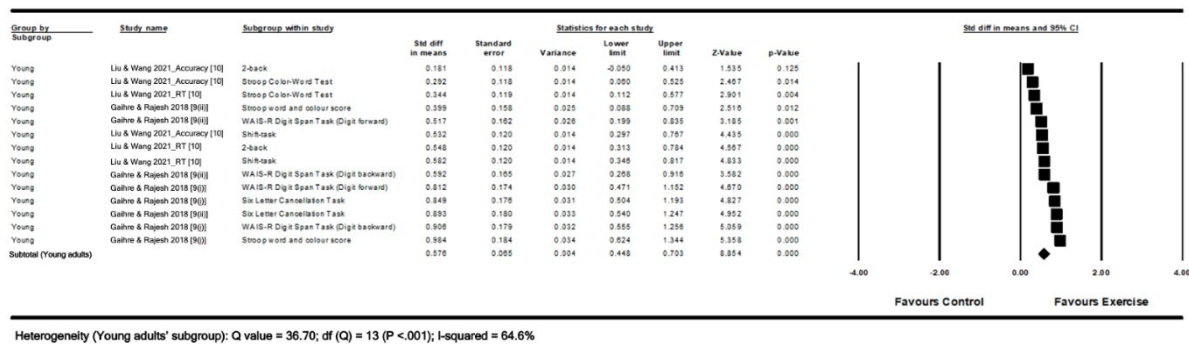 Group by Study name Subgroup within study Statistics for each study Std diff in means and 95% CI
Subgroup
Std diff Standard Lower Upper
in means error Variance limit limit Z-Value p-Value
Young Liu & Wang 2021_Accuracy [10] 2-back 0.181 0.118 0.014 -0.050 0.413 1.535 0.125
Young Liu & Wang 2021_Accuracy [10] Stroop Color-Word Test 0.292 0.118 0.014 0.060 0.525 2.467 0.014
Young Liu & Wang 2021_RT [10] Stroop Color-Word Test 0.344 0.119 0.014 0.112 0.577 2.901 0.004
Young Gaihre & Rajesh 2018 [9(ii)] Stroop word and colour score 0.399 0.158 0.025 0.088 0.709 2.516 0.012
Young Gaihre & Rajesh 2018 [9(ii)] WAIS-R Digit Span Task (Digit forward) 0.517 0.162 0.026 0.199 0.835 3.185 0.001
Young Liu & Wang 2021_Accuracy [10] Shift-task 0.532 0.120 0.014 0.297 0.767 4.435 0.000
Young Liu & Wang 2021_RT [10] 2-back 0.548 0.120 0.014 0.313 0.784 4.567 0.000
Young Liu & Wang 2021_RT [10] Shift-task 0.582 0.120 0.014 0.346 0.817 4.833 0.000
Young Gaihre & Rajesh 2018 [9(ii)] WAIS-R Digit Span Task (Digit backward) 0.592 0.165 0.027 0.268 0.916 3.582 0.000
Young Gaihre & Rajesh 2018 [9(i)] WAIS-R Digit Span Task (Digit forward) 0.812 0.174 0.030 0.471 1.152 4.670 0.000
Young Gaihre & Rajesh 2018 [9(i)] Six Letter Cancellation Task 0.849 0.176 0.031 0.504 1.193 4.827 0.000
Young Gaihre & Rajesh 2018 [9(ii)] Six Letter Cancellation Task 0.893 0.180 0.033 0.540 1.247 4.952 0.000
Young Gaihre & Rajesh 2018 [9(i)] WAIS-R Digit Span Task (Digit backward) 0.906 0.179 0.032 0.555 1.256 5.059 0.000
Young Gaihre & Rajesh 2018 [9(i)] Stroop word and colour score 0.984 0.184 0.034 0.624 1.344 5.358 0.000
Subtotal (Young adults) 0.576 0.065 0.004 0.448 0.703 8.854 0.000
-4.00 -2.00 0.00 2.00 4.00
Favours Control Favours Exercise
Heterogeneity (Young adults' subgroup): Q value = 36.70; df (Q) = 13 (P <.001); I-squared = 64.6%